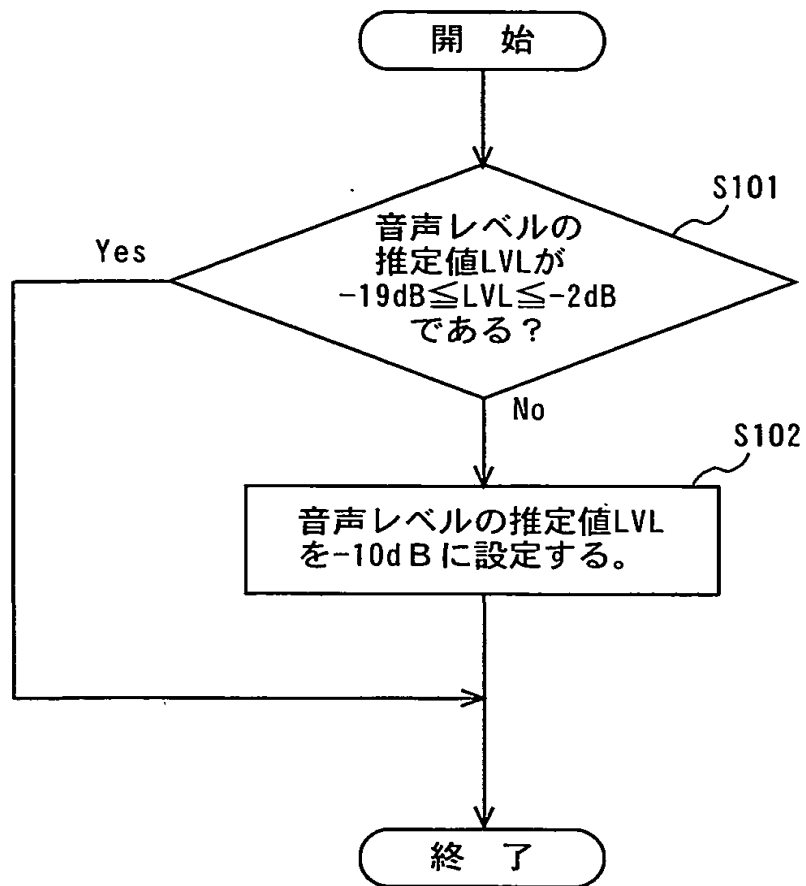 開 始
S101
音声レベルの
推定値LVLが
-19dB≦LVL≦-2dB
である？
Yes
No
S102
音声レベルの推定値LVL
を-10dBに設定する。
終 了